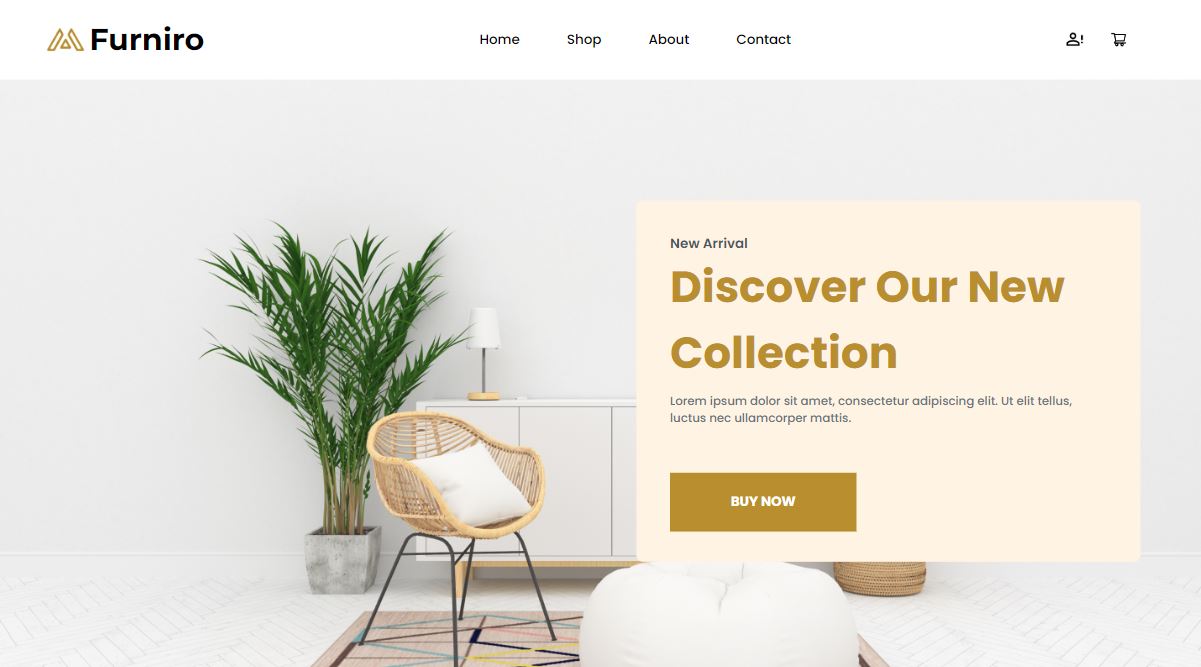 Furniro
Home
Shop
About
Contact
New Arrival
Discover Our New
Collection
Lorem ipsum dolor sit amet, consectetur adipiscing elit. Ut elit tellus,
luctus nec ullamcorper mattis.
BUY NOW